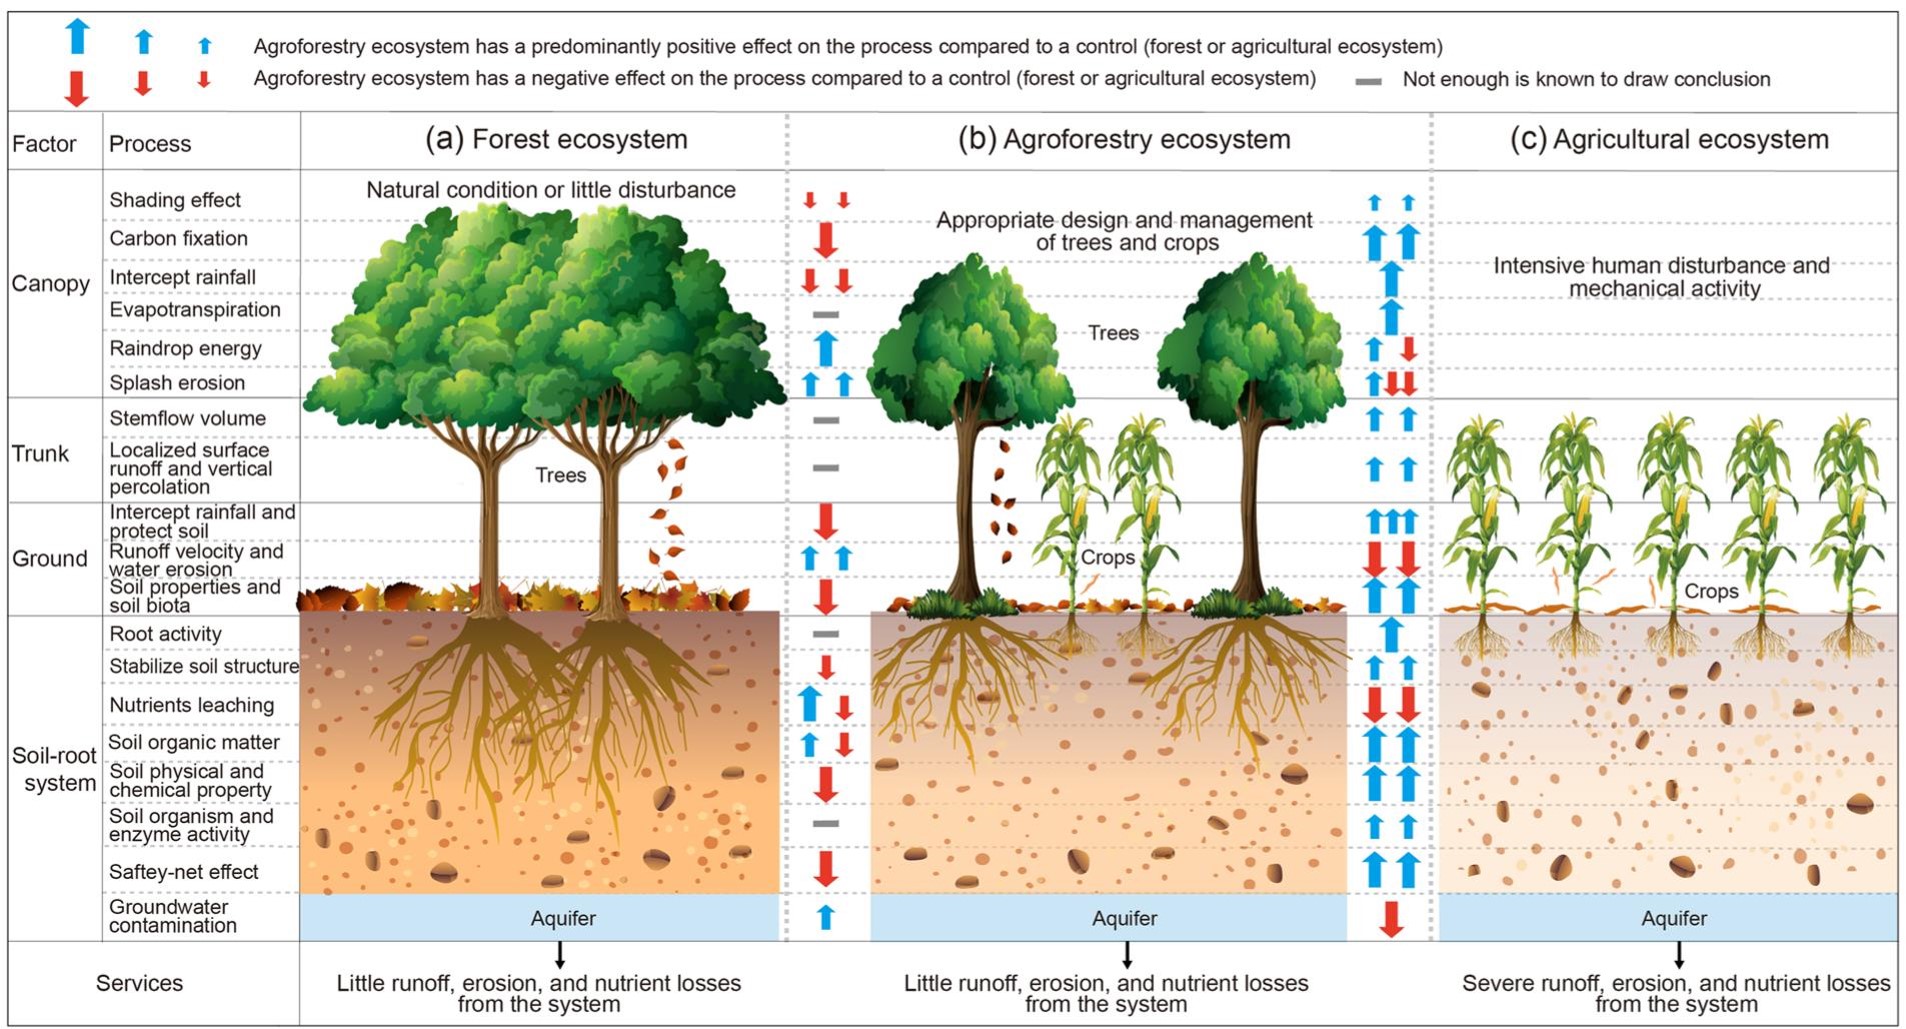 Agroforestry ecosystem has a predominantly positive effect on the process compared to a control (forest or agricultural ecosystem)
Agroforestry ecosystem has a negative effect on the process compared to a control (forest or agricultural ecosystem)
Not enough is known to draw conclusion
Factor
Process
(a) Forest ecosystem
(b) Agroforestry ecosystem
(c) Agricultural ecosystem
Canopy
Shading effect
Carbon fixation
Intercept rainfall
Evapotranspiration
Raindrop energy
Splash erosion
Trunk
Stemflow volume
Localized surface
runoff and vertical
percolation
Ground
Intercept rainfall and
protect soil
Runoff velocity and
water erosion
Soil properties and
soil biota
Soil-root
system
Root activity
Stabilize soil structure
Nutrients leaching
Soil organic matter
Soil physical and
chemical property
Soil organism and
enzyme activity
Saftey-net effect
Groundwater
contamination
Natural condition or little disturbance
Trees
Aquifer
Appropriate design and management
of trees and crops
Trees
Crops
Aquifer
Intensive human disturbance and
mechanical activity
Crops
Aquifer
Services
Little runoff, erosion, and nutrient losses
from the system
Little runoff, erosion, and nutrient losses
from the system
Severe runoff, erosion, and nutrient losses
from the system